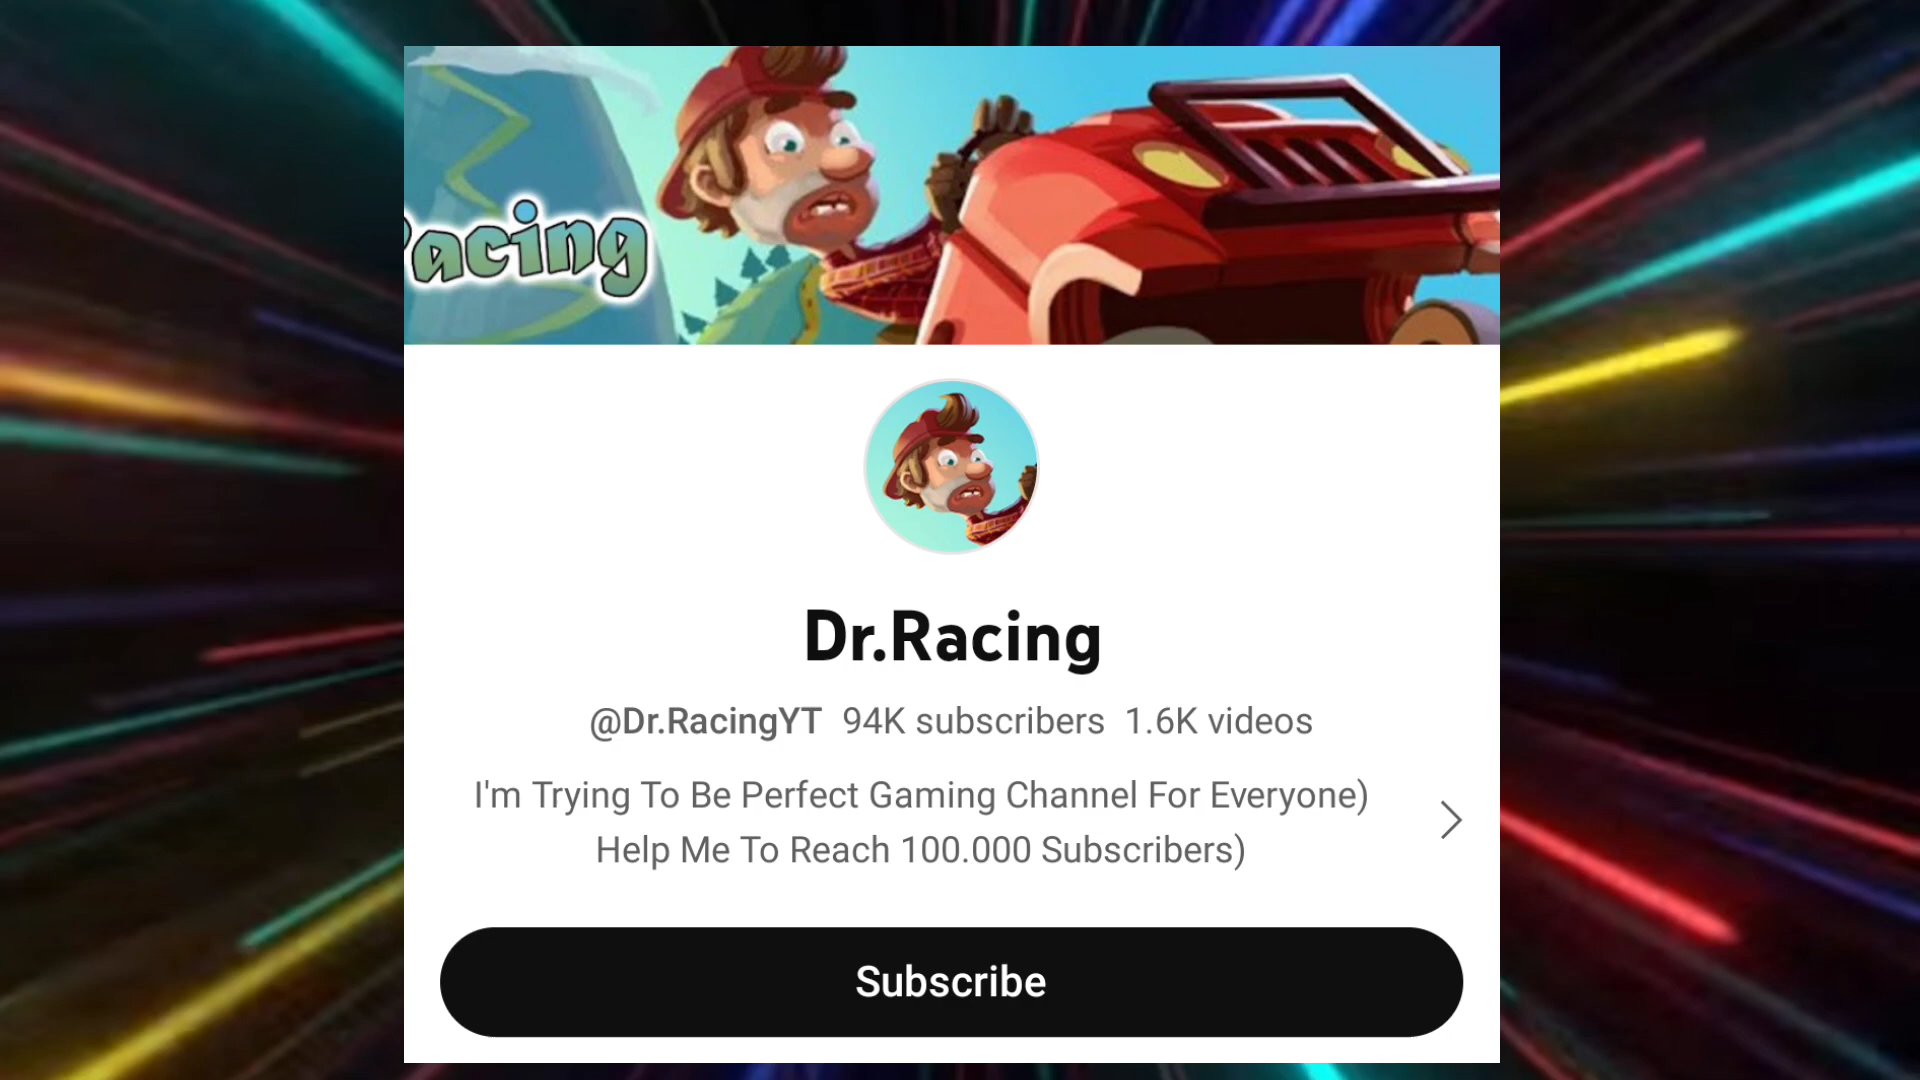 Racing
Dr.Racing
@Dr.RacingYT 94K subscribers 1.6K videos
I'm Trying To Be Perfect Gaming Channel For Everyone)
Help Me To Reach 100.000 Subscribers)
Subscribe